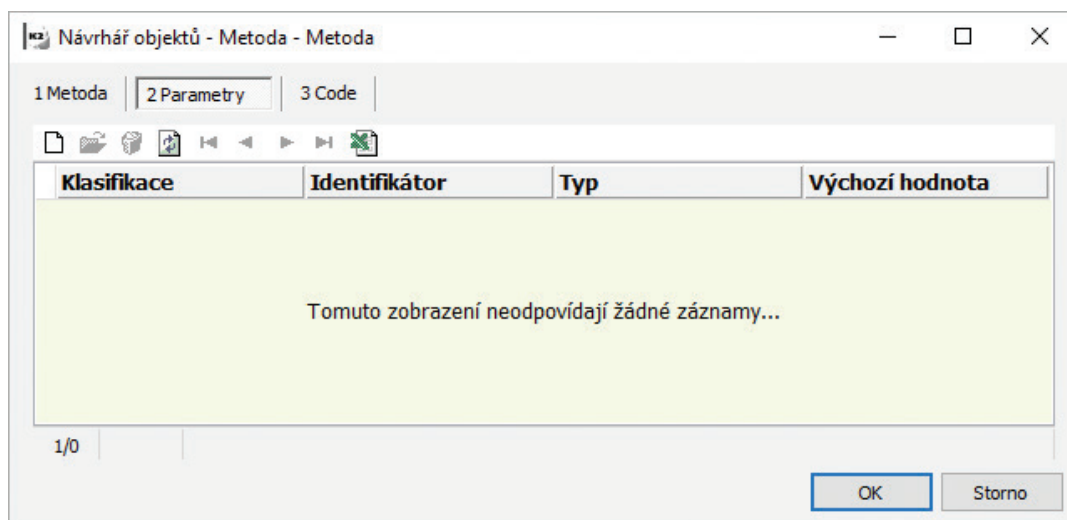 K2 Návrhář objektů - Metoda - Metoda
1 Metoda 2 Parametry 3 Code
Klasifikace Identifikátor Typ Výchozí hodnota
Tomuto zobrazení neodpovídají žádné záznamy...
1/0
OK Storno